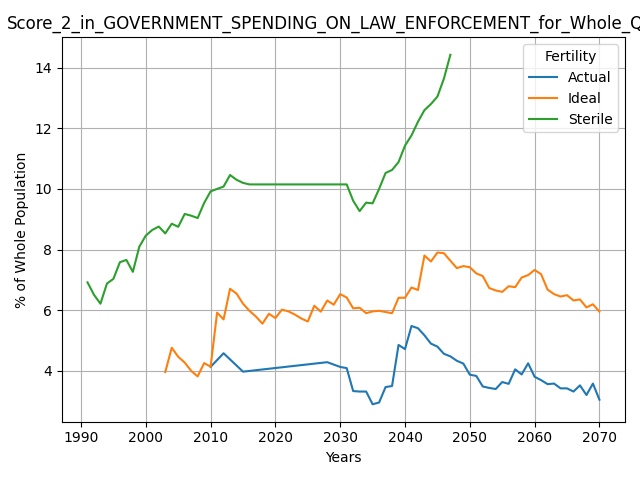 Score_2_in_GOVERNMENT_SPENDING_ON_LAW_ENFORCEMENT_for_Whole_Q
Fertility
Actual
Ideal
Sterile
% of Whole Population
14
12
10
8
6
4
1990 2000 2010 2020 2030 2040 2050 2060 2070
Years